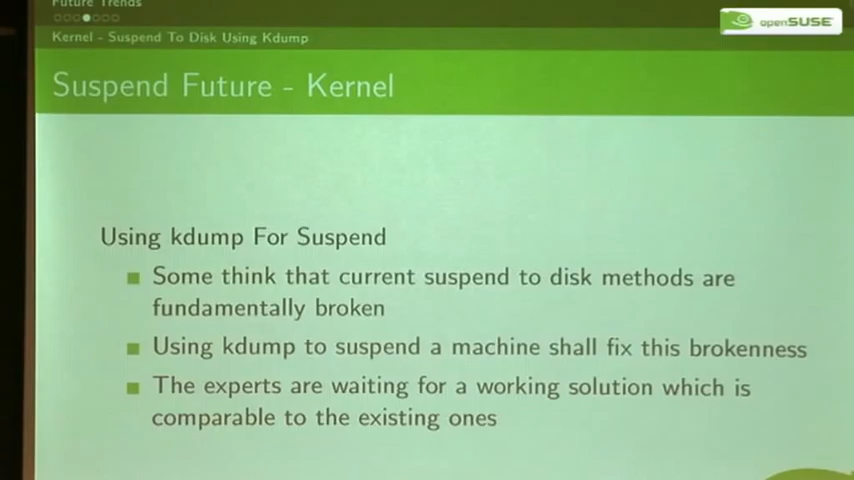 Future Trends
Kernel - Suspend To Disk Using Kdump
openSUSE
Suspend Future - Kernel
Using kdump For Suspend
Some think that current suspend to disk methods are
fundamentally broken
Using kdump to suspend a machine shall fix this brokenness
The experts are waiting for a working solution which is
comparable to the existing ones